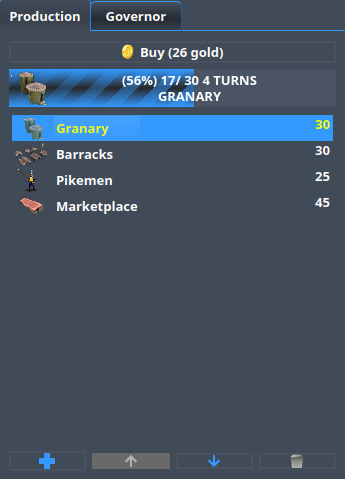 Production
Governor
Buy (26 gold)
(56%) 17/ 30 4 TURNS
GRANARY
Granary 30
Barracks 30
Pikemen 25
Marketplace 45